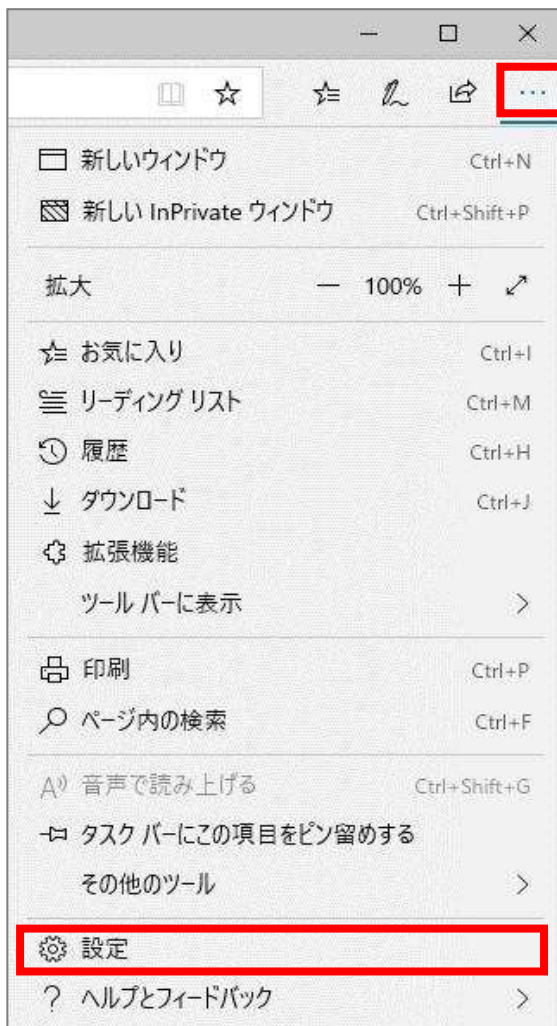 新しいウィンドウ Ctrl+N
新しい InPrivate ウィンドウ Ctrl+Shift+P
拡大 — 100% +
お気に入り Ctrl+I
リーディング リスト Ctrl+M
履歴 Ctrl+H
ダウンロード Ctrl+J
拡張機能
ツール バーに表示
印刷 Ctrl+P
ページ内の検索 Ctrl+F
音声で読み上げる Ctrl+Shift+G
タスク バーにこの項目をピン留めする
その他のツール
設定
? ヘルプとフィードバック